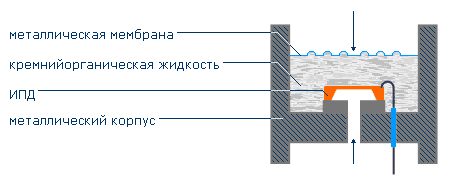 металлическая мембрана
кремнийорганическая жидкость
ИПД
металлический корпус